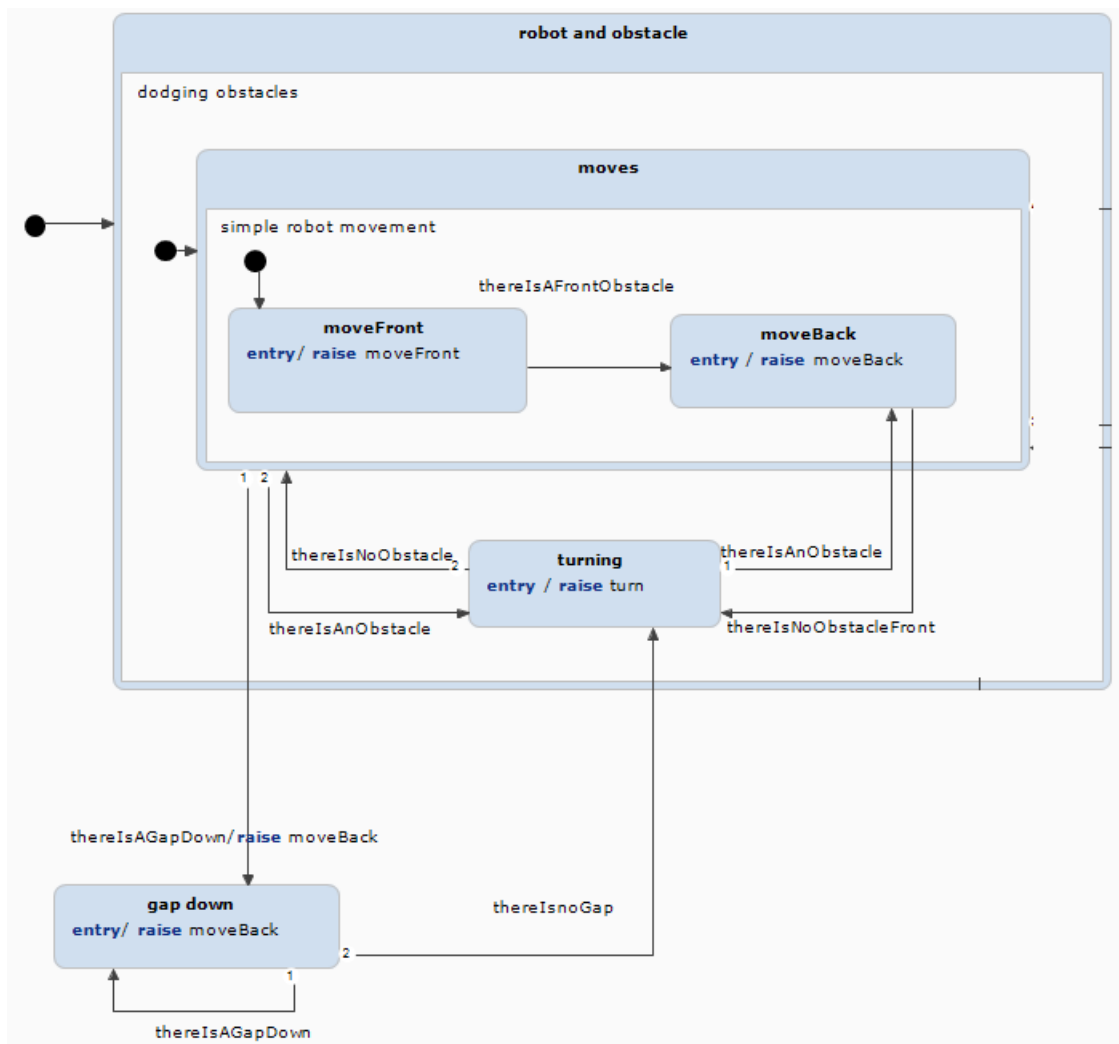 robot and obstacle
dodging obstacles
moves
simple robot movement
thereIsAFrontObstacle
moveFront
entry/ raise moveFront
moveBack
entry / raise moveBack
1 2
thereIsNoObstacle
2
turning
entry / raise turn
thereIsAnObstacle
1
thereIsAnObstacle
thereIsNoObstacleFront
thereIsAGapDown/raise moveBack
gap down
entry/ raise moveBack
thereIsnoGap
2
1
thereIsAGapDown